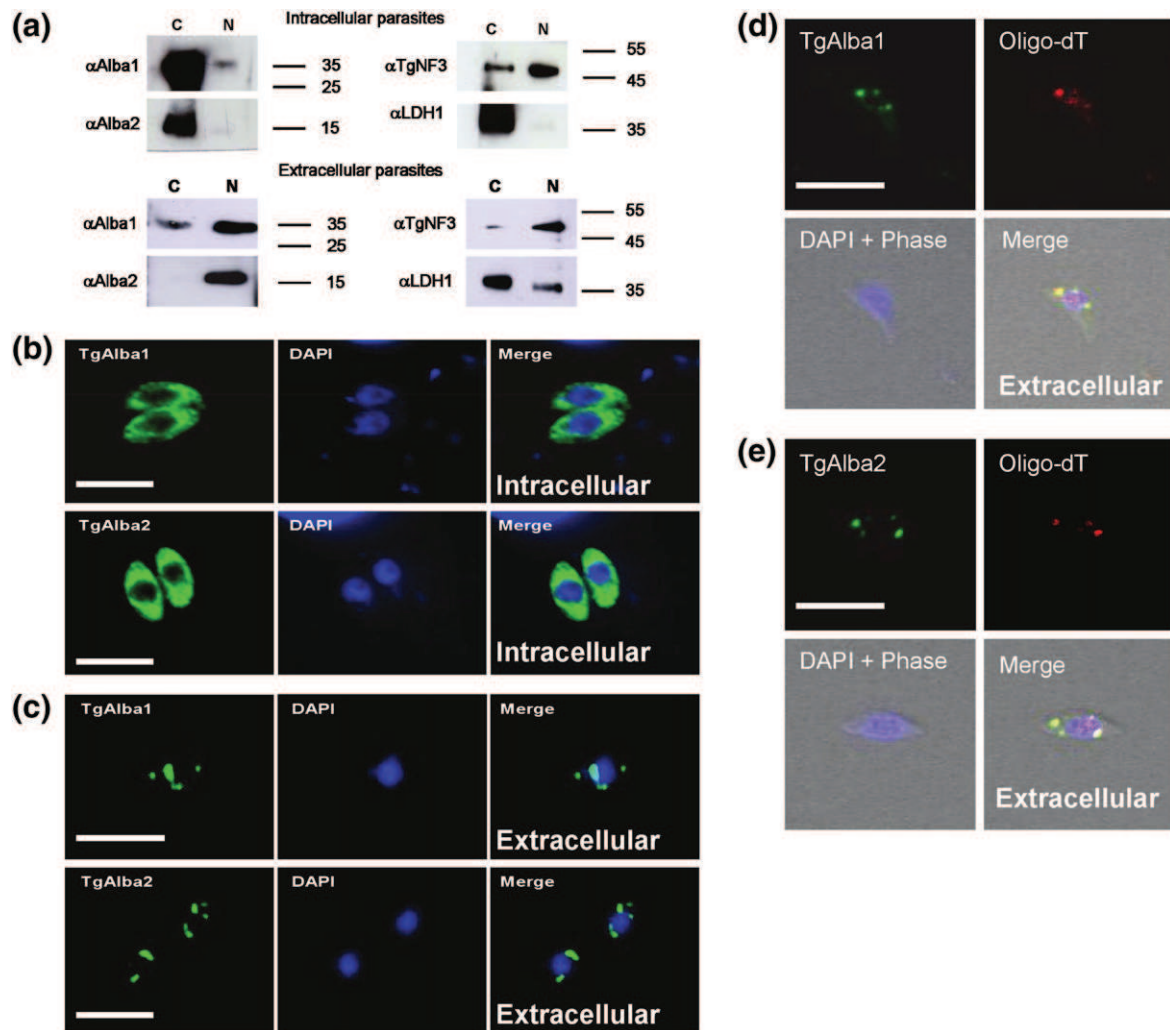 (a)
Intracellular parasites
C N
αAlba1
35
25
αAlba2
15
C N
αTgNF3
55
45
αLDH1
35
Extracellular parasites
C N
αAlba1
35
25
αAlba2
15
C N
αTgNF3
55
45
αLDH1
35
(b)
TgAlba1 DAPI Merge
Intracellular
TgAlba2 DAPI Merge
Intracellular
(c)
TgAlba1 DAPI Merge
Extracellular
TgAlba2 DAPI Merge
Extracellular
(d)
TgAlba1 Oligo-dT
DAPI + Phase Merge
Extracellular
(e)
TgAlba2 Oligo-dT
DAPI + Phase Merge
Extracellular